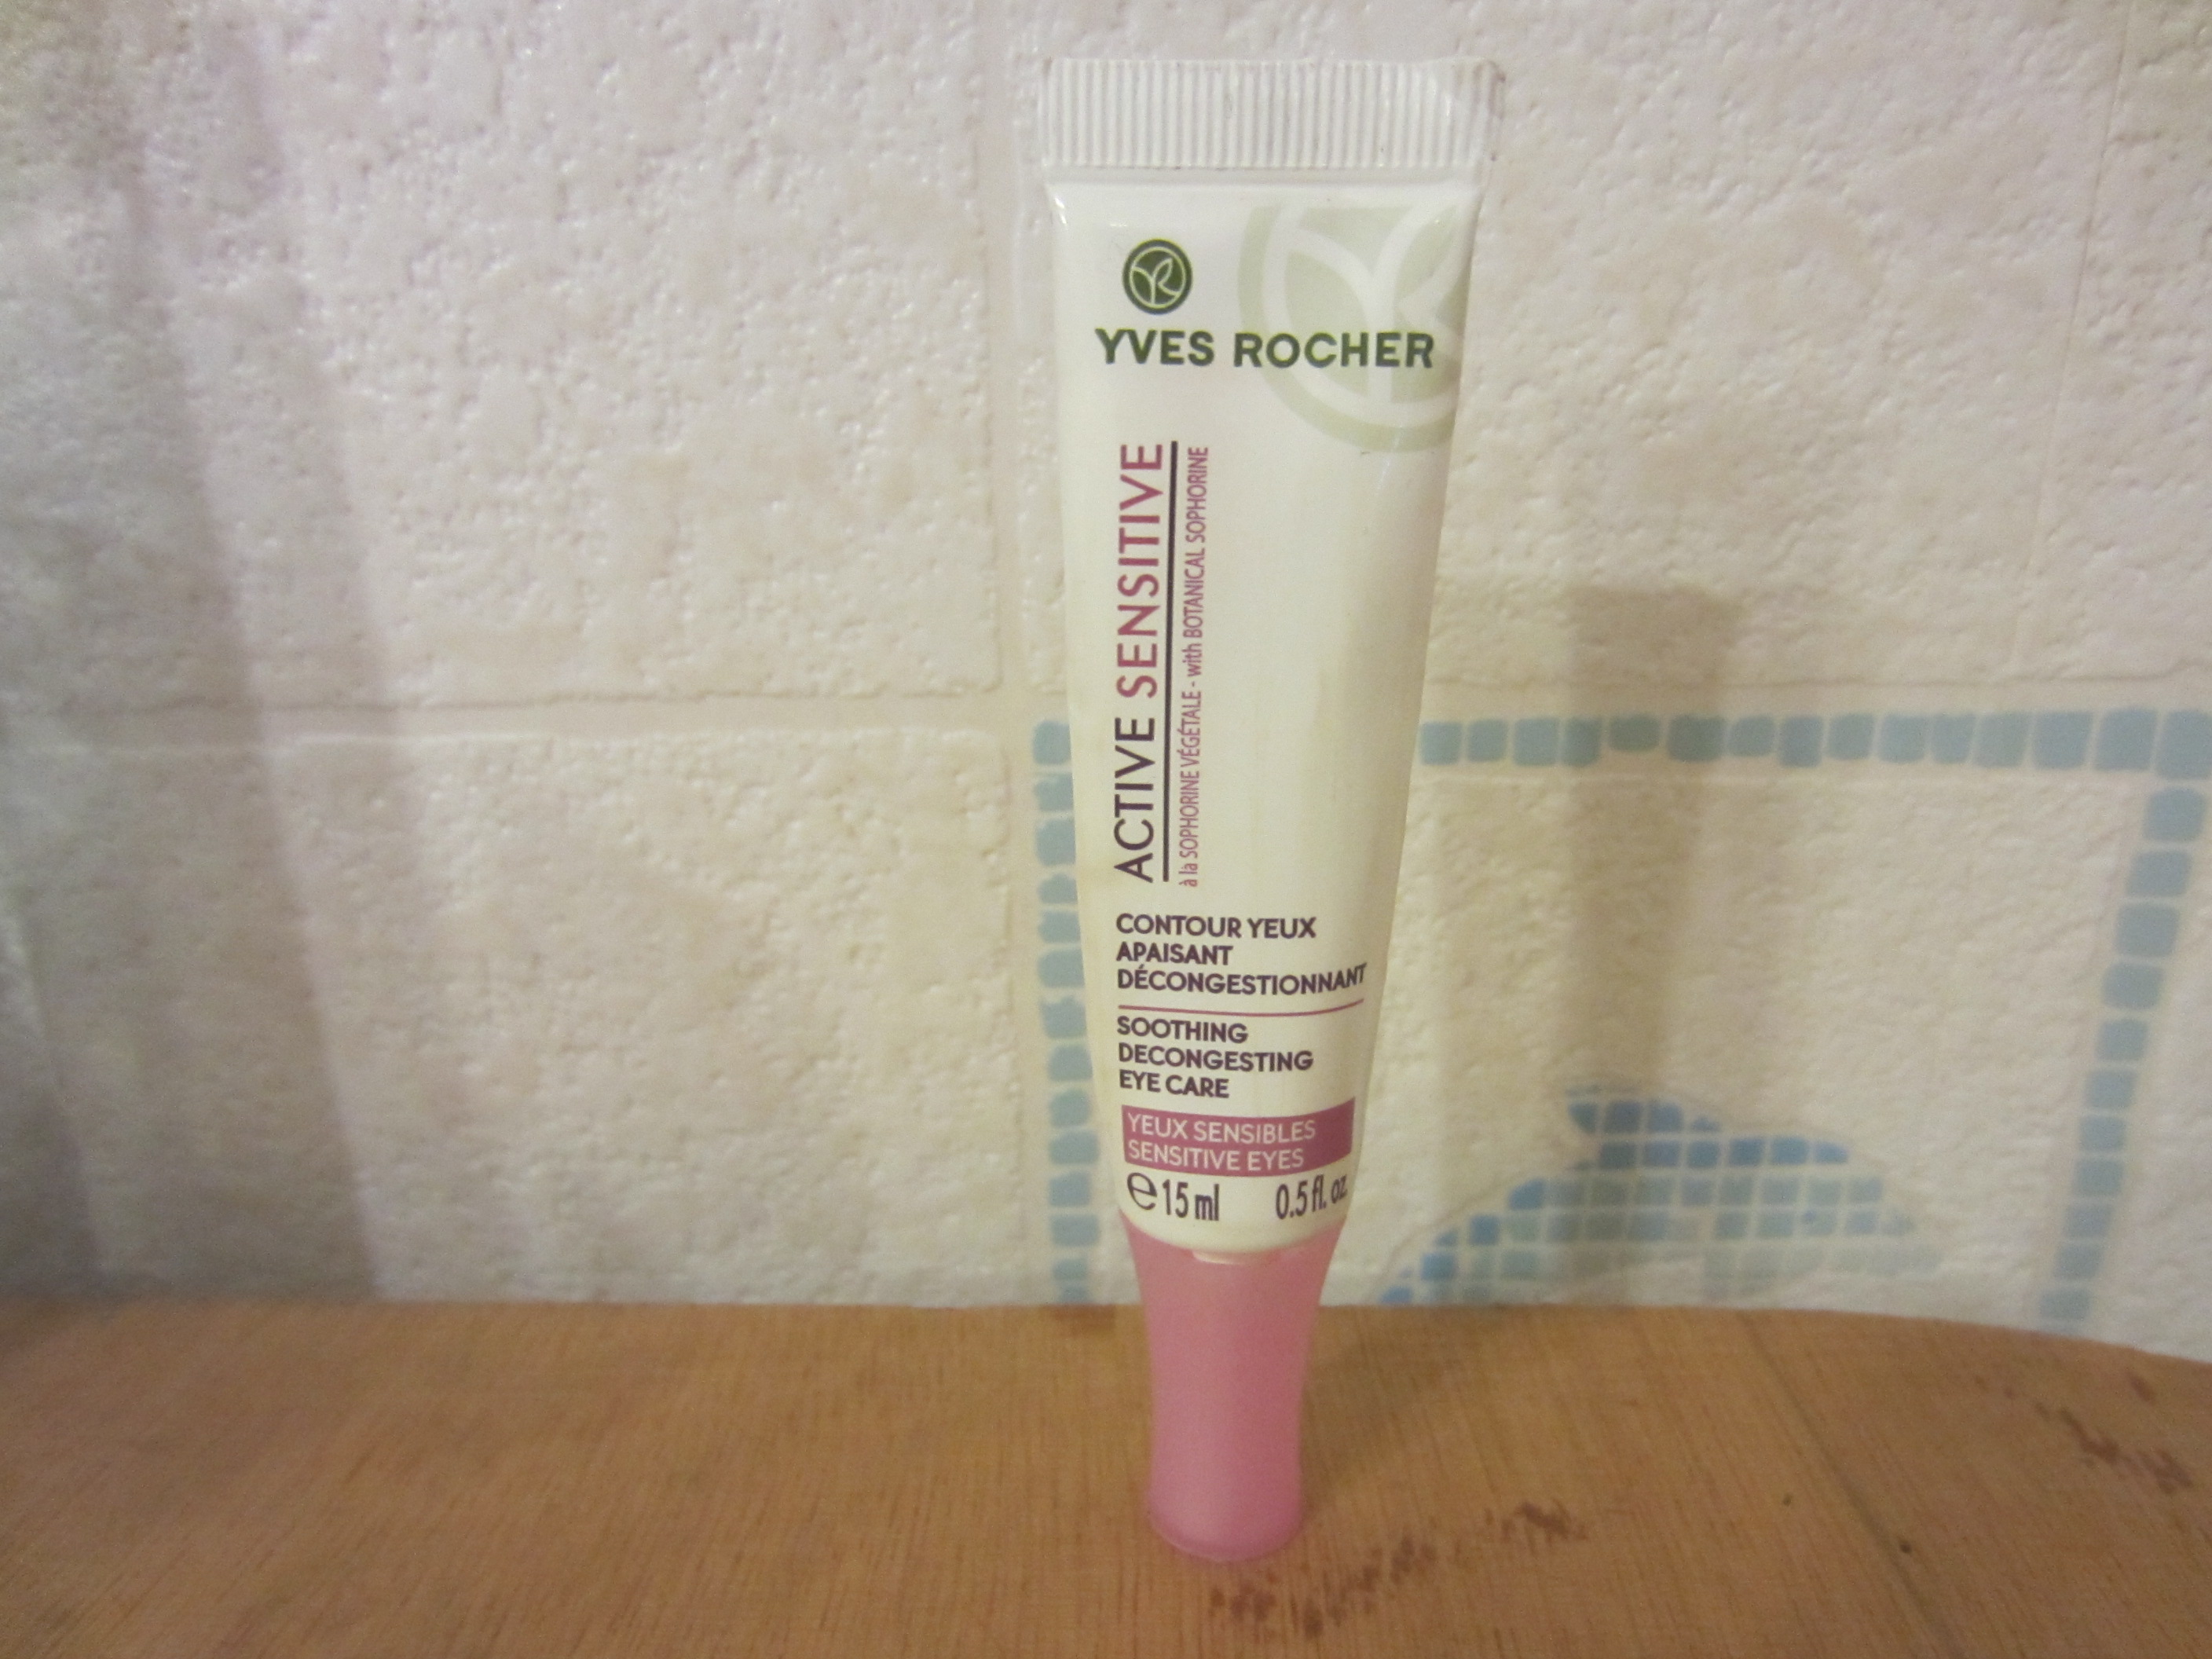 YVES ROCHER
ACTIVE SENSITIVE
à la SOPHORINE VÉGÉTALE - with BOTANICAL SOPHORINE
CONTOUR YEUX
APAISANT
DÉCONGESTIONNANT
SOOTHING
DECONGESTING
EYE CARE
YEUX SENSIBLES
SENSITIVE EYES
℮ 15 ml 0.5 fl. oz.